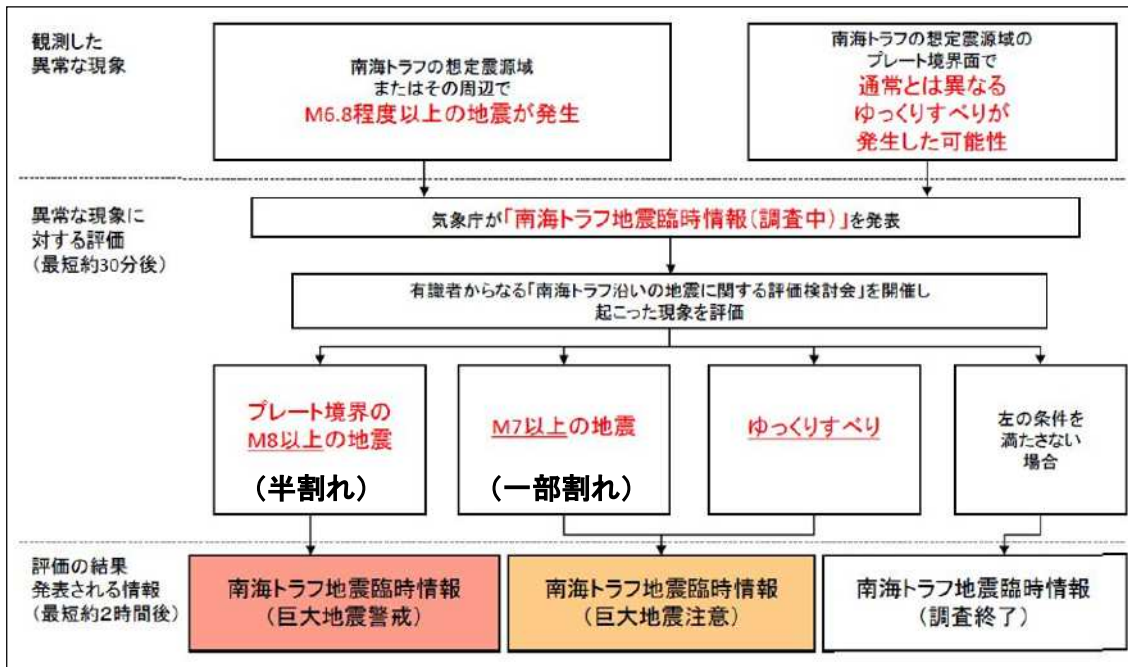 観測した
異常な現象
南海トラフの想定震源域
またはその周辺で
M6.8程度以上の地震が発生
南海トラフの想定震源域の
プレート境界面で
通常とは異なる
ゆっくりすべりが
発生した可能性
異常な現象に
対する評価
(最短約30分後)
気象庁が「南海トラフ地震臨時情報(調査中)」を発表
有識者からなる「南海トラフ沿いの地震に関する評価検討会」を開催し
起こった現象を評価
プレート境界の
M8以上の地震
(半割れ)
M7以上の地震
(一部割れ)
ゆっくりすべり
左の条件を
満たさない
場合
評価の結果
発表される情報
(最短約2時間後)
南海トラフ地震臨時情報
(巨大地震警戒)
南海トラフ地震臨時情報
(巨大地震注意)
南海トラフ地震臨時情報
(調査終了)